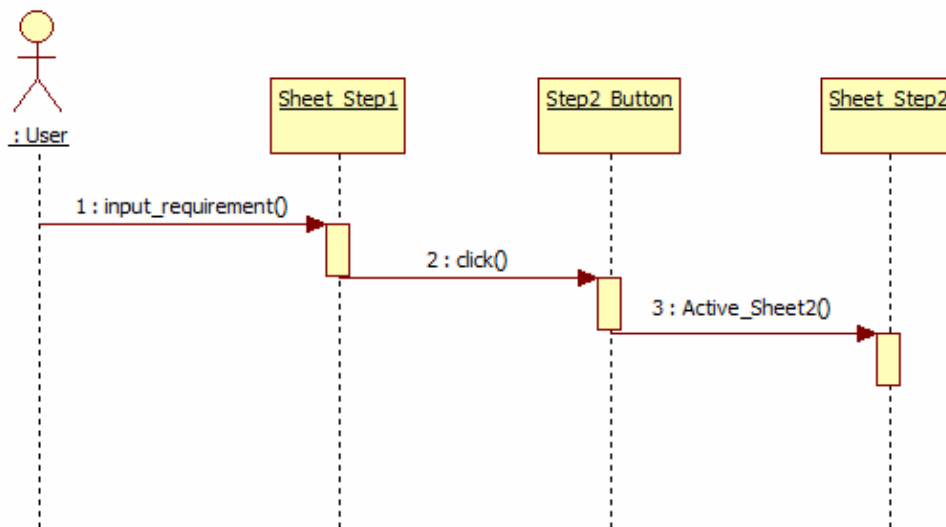 : User
Sheet_Step1
Step2_Button
Sheet_Step2
1 : input_requirement()
2 : click()
3 : Active_Sheet2()